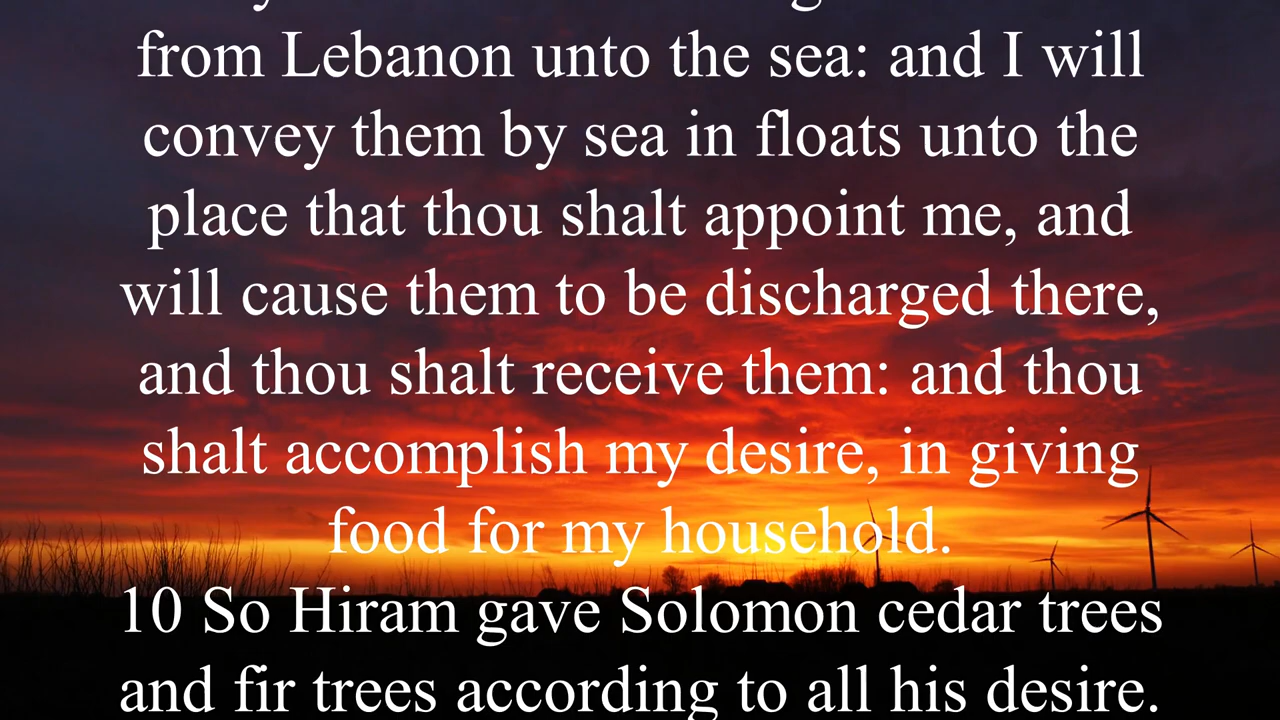 from Lebanon unto the sea: and I will
convey them by sea in floats unto the
place that thou shalt appoint me, and
will cause them to be discharged there,
and thou shalt receive them: and thou
shalt accomplish my desire, in giving
food for my household.
10 So Hiram gave Solomon cedar trees
and fir trees according to all his desire.